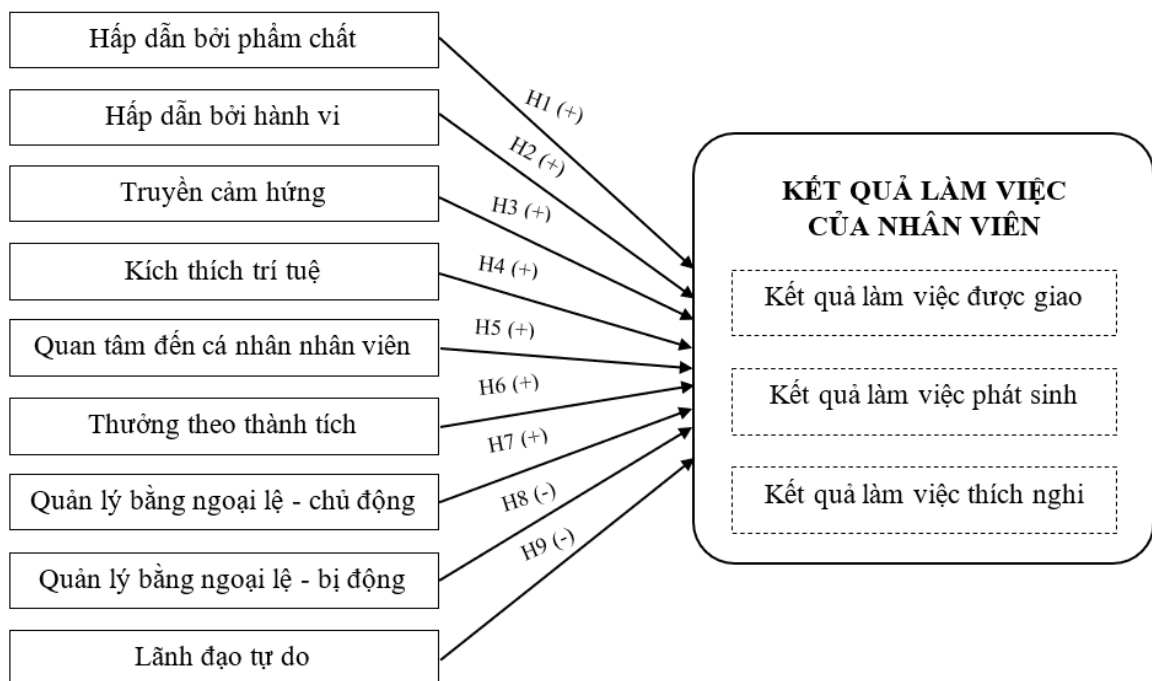 Hấp dẫn bởi phẩm chất
Hấp dẫn bởi hành vi
Truyền cảm hứng
Kích thích trí tuệ
Quan tâm đến cá nhân nhân viên
Thưởng theo thành tích
Quản lý bằng ngoại lệ - chủ động
Quản lý bằng ngoại lệ - bị động
Lãnh đạo tự do
H1 (+)
H2 (+)
H3 (+)
H4 (+)
H5 (+)
H6 (+)
H7 (+)
H8 (-)
H9 (-)
KẾT QUẢ LÀM VIỆC
CỦA NHÂN VIÊN
Kết quả làm việc được giao
Kết quả làm việc phát sinh
Kết quả làm việc thích nghi